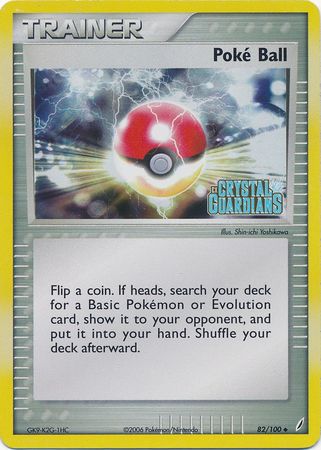 TRAINER
Poké Ball
EX CRYSTAL
GUARDIANS
Illus. Shin-ichi Yoshikawa
Flip a coin. If heads, search your deck
for a Basic Pokémon or Evolution
card, show it to your opponent, and
put it into your hand. Shuffle your
deck afterward.
GK9-K2G-1HC
©2006 Pokémon/Nintendo
82/100 ◆